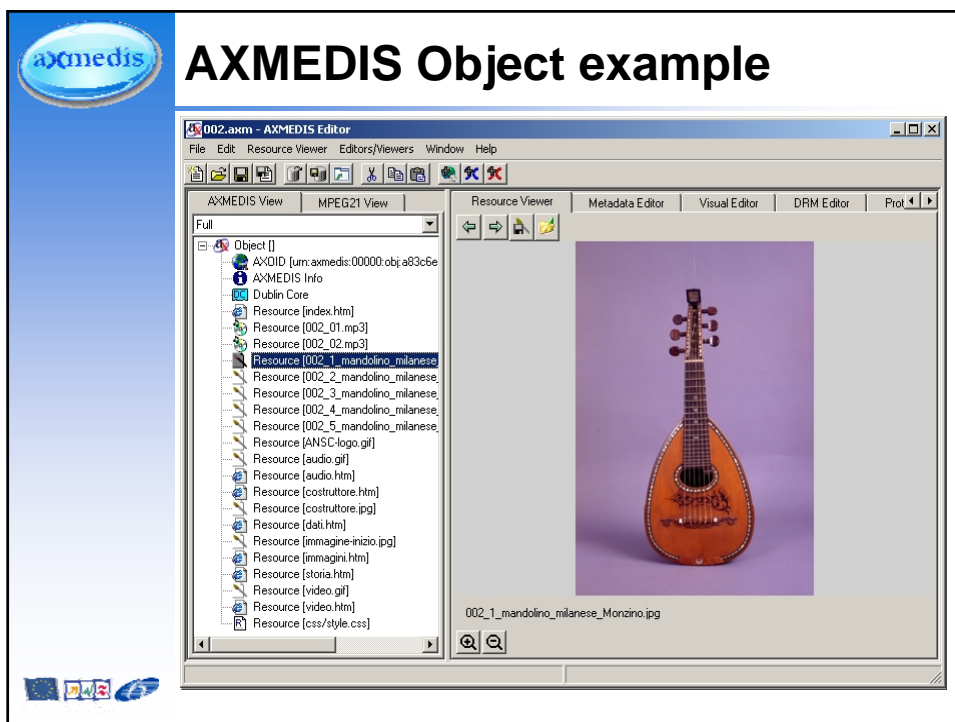 axmedis
AXMEDIS Object example
002.axm - AXMEDIS Editor
File Edit Resource Viewer Editors/Viewers Window Help
AXMEDIS View MPEG21 View
Resource Viewer Metadata Editor Visual Editor DRM Editor Prot
Full
Object []
AXOID [urn:axmedis:00000:obj:a83c6e
AXMEDIS Info
Dublin Core
Resource [index.htm]
Resource [002_01.mp3]
Resource [002_02.mp3]
Resource [002_1_mandolino_milanese
Resource [002_2_mandolino_milanese_
Resource [002_3_mandolino_milanese_
Resource [002_4_mandolino_milanese_
Resource [002_5_mandolino_milanese_
Resource [ANSC-logo.gif]
Resource [audio.gif]
Resource [audio.htm]
Resource [costruttore.htm]
Resource [costruttore.jpg]
Resource [dati.htm]
Resource [immagine-inizio.jpg]
Resource [immagini.htm]
Resource [storia.htm]
Resource [video.gif]
Resource [video.htm]
Resource [css/style.css]
002_1_mandolino_milanese_Monzino.jpg